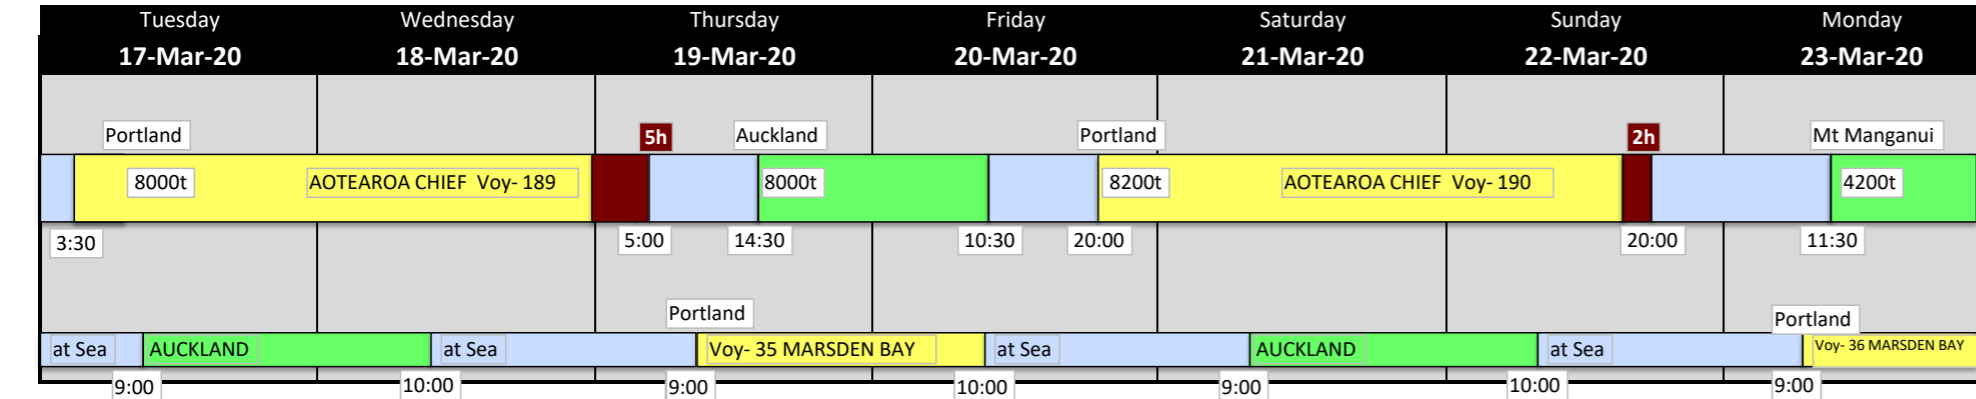 Tuesday Wednesday Thursday Friday Saturday Sunday Monday
17-Mar-20 18-Mar-20 19-Mar-20 20-Mar-20 21-Mar-20 22-Mar-20 23-Mar-20
Portland 5h Auckland Portland 2h Mt Manganui
8000t AOTEAROA CHIEF Voy- 189 8000t 8200t AOTEAROA CHIEF Voy- 190 4200t
3:30 5:00 14:30 10:30 20:00 20:00 11:30
Portland Portland
at Sea AUCKLAND at Sea Voy- 35 MARSDEN BAY at Sea AUCKLAND at Sea Voy- 36 MARSDEN BAY
9:00 10:00 9:00 10:00 9:00 10:00 9:00